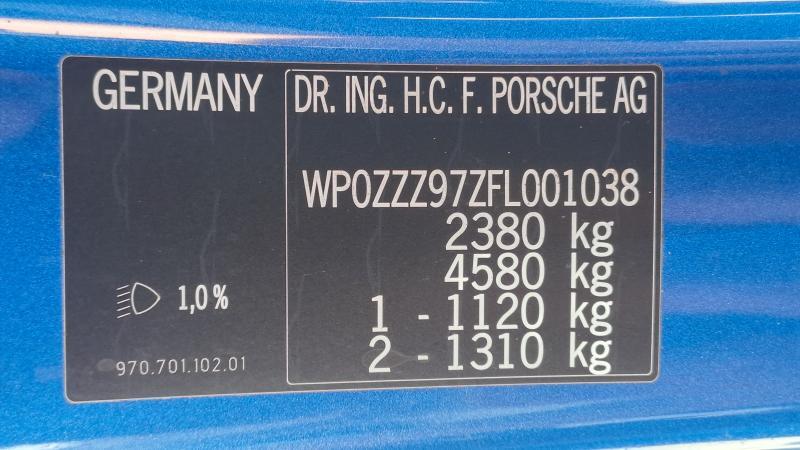 GERMANY
DR. ING. H.C. F. PORSCHE AG
WP0ZZZ97ZFL001038
2380 kg
4580 kg
1 - 1120 kg
2 - 1310 kg
1,0 %
970.701.102.01